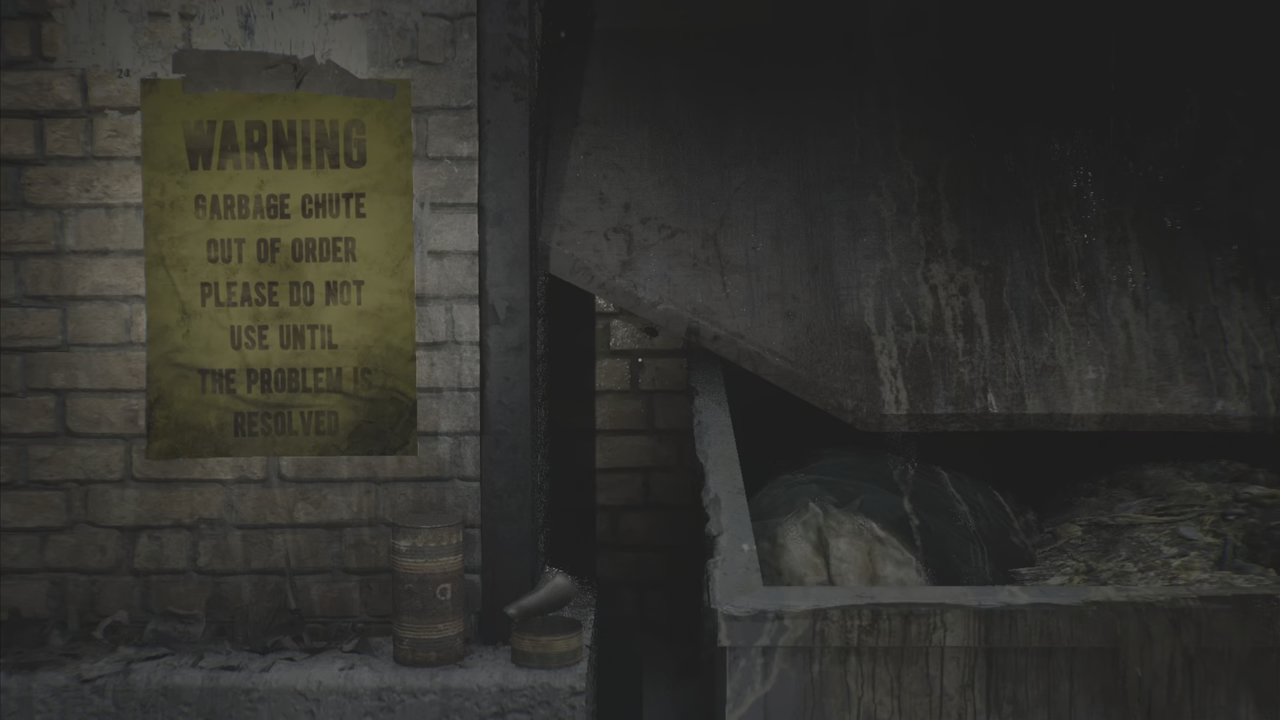 WARNING
GARBAGE CHUTE
OUT OF ORDER
PLEASE DO NOT
USE UNTIL
THE PROBLEM IS
RESOLVED